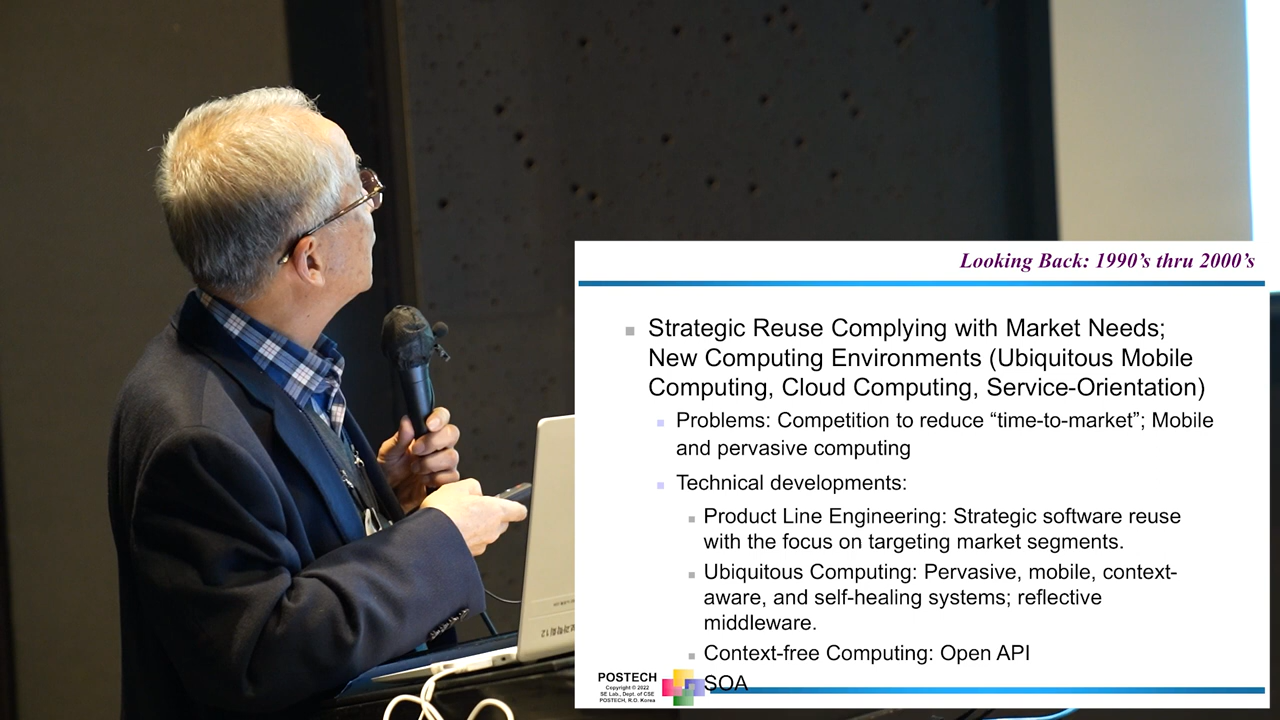 Looking Back: 1990’s thru 2000’s
Strategic Reuse Complying with Market Needs;
New Computing Environments (Ubiquitous Mobile
Computing, Cloud Computing, Service-Orientation)
Problems: Competition to reduce “time-to-market”; Mobile
and pervasive computing
Technical developments:
Product Line Engineering: Strategic software reuse
with the focus on targeting market segments.
Ubiquitous Computing: Pervasive, mobile, context-
aware, and self-healing systems; reflective
middleware.
Context-free Computing: Open API
SOA
POSTECH
Copyright © 2022
SE Lab., Dept. of CSE
POSTECH, R.O. Korea